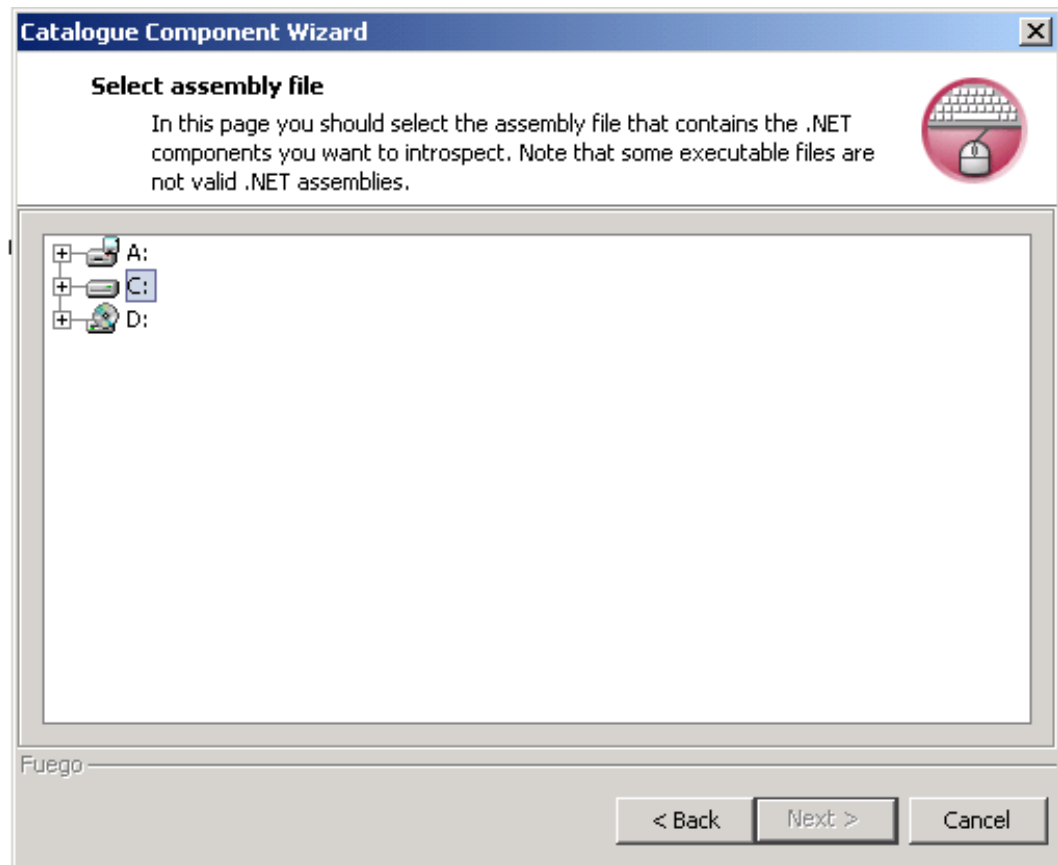 Catalogue Component Wizard
Select assembly file
In this page you should select the assembly file that contains the .NET
components you want to introspect. Note that some executable files are
not valid .NET assemblies.
A:
C:
D:
Fuego
< Back Next > Cancel